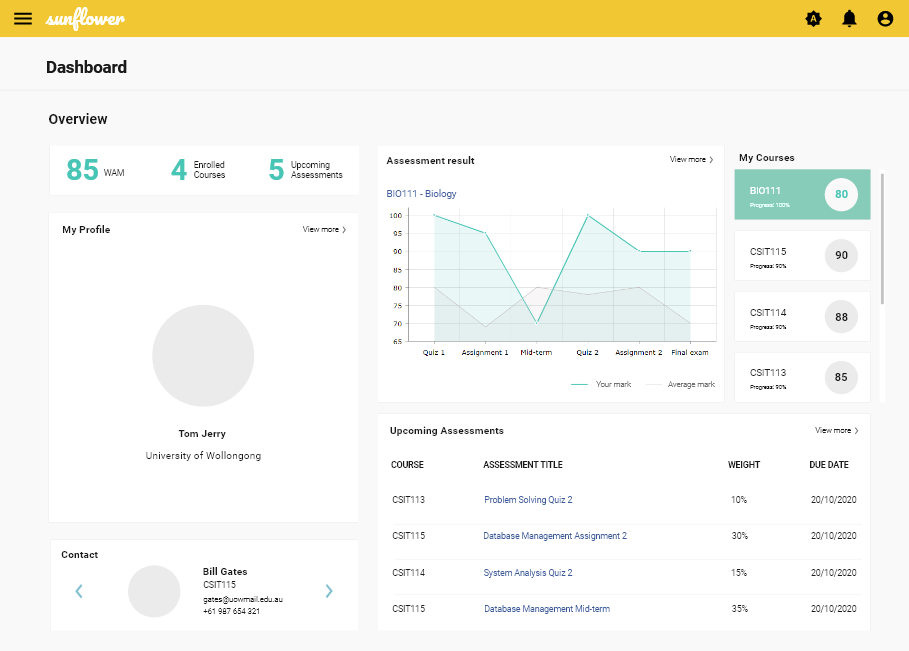 sunflower
A
Dashboard
Overview
85 WAM
4 Enrolled Courses
5 Upcoming Assessments
My Profile
View more
Tom Jerry
University of Wollongong
Contact
Bill Gates
CSIT115
gates@uowmail.edu.au
+61 987 654 321
Assessment result
View more
BIO111 - Biology
100
95
90
85
80
75
70
65
Quiz 1 Assignment 1 Mid-term Quiz 2 Assignment 2 Final exam
Your mark Average mark
My Courses
BIO111
Progress: 100%
80
CSIT115
Progress: 90%
90
CSIT114
Progress: 90%
88
CSIT113
Progress: 90%
85
Upcoming Assessments
View more
COURSE ASSESSMENT TITLE WEIGHT DUE DATE
CSIT113 Problem Solving Quiz 2 10% 20/10/2020
CSIT115 Database Management Assignment 2 30% 20/10/2020
CSIT114 System Analysis Quiz 2 15% 20/10/2020
CSIT115 Database Management Mid-term 35% 20/10/2020